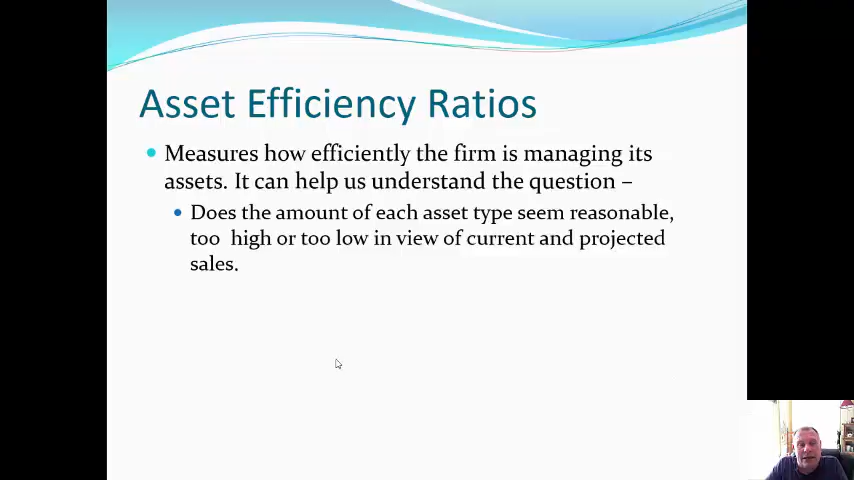 Asset Efficiency Ratios
Measures how efficiently the firm is managing its
assets. It can help us understand the question –
Does the amount of each asset type seem reasonable,
too  high or too low in view of current and projected
sales.